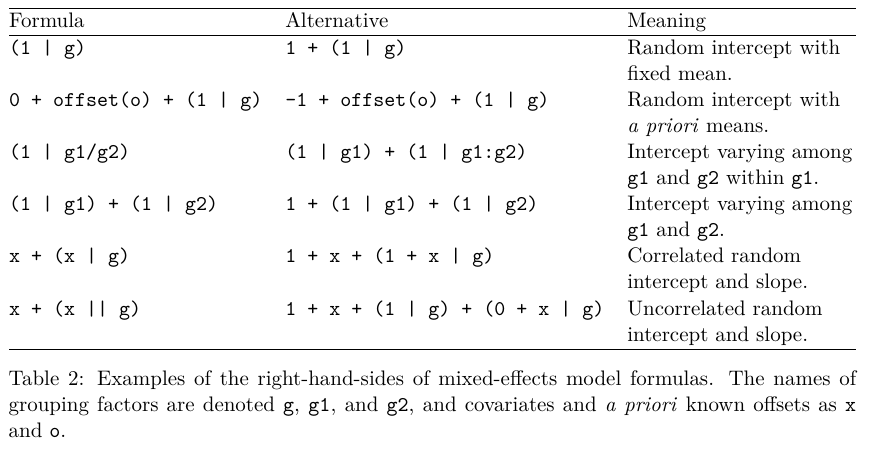 Formula Alternative Meaning
(1 | g) 1 + (1 | g) Random intercept with
fixed mean.
0 + offset(o) + (1 | g) -1 + offset(o) + (1 | g) Random intercept with
a priori means.
(1 | g1/g2) (1 | g1) + (1 | g1:g2) Intercept varying among
g1 and g2 within g1.
(1 | g1) + (1 | g2) 1 + (1 | g1) + (1 | g2) Intercept varying among
g1 and g2.
x + (x | g) 1 + x + (1 + x | g) Correlated random
intercept and slope.
x + (x || g) 1 + x + (1 | g) + (0 + x | g) Uncorrelated random
intercept and slope.
Table 2: Examples of the right-hand-sides of mixed-effects model formulas. The names of
grouping factors are denoted g, g1, and g2, and covariates and a priori known offsets as x
and o.